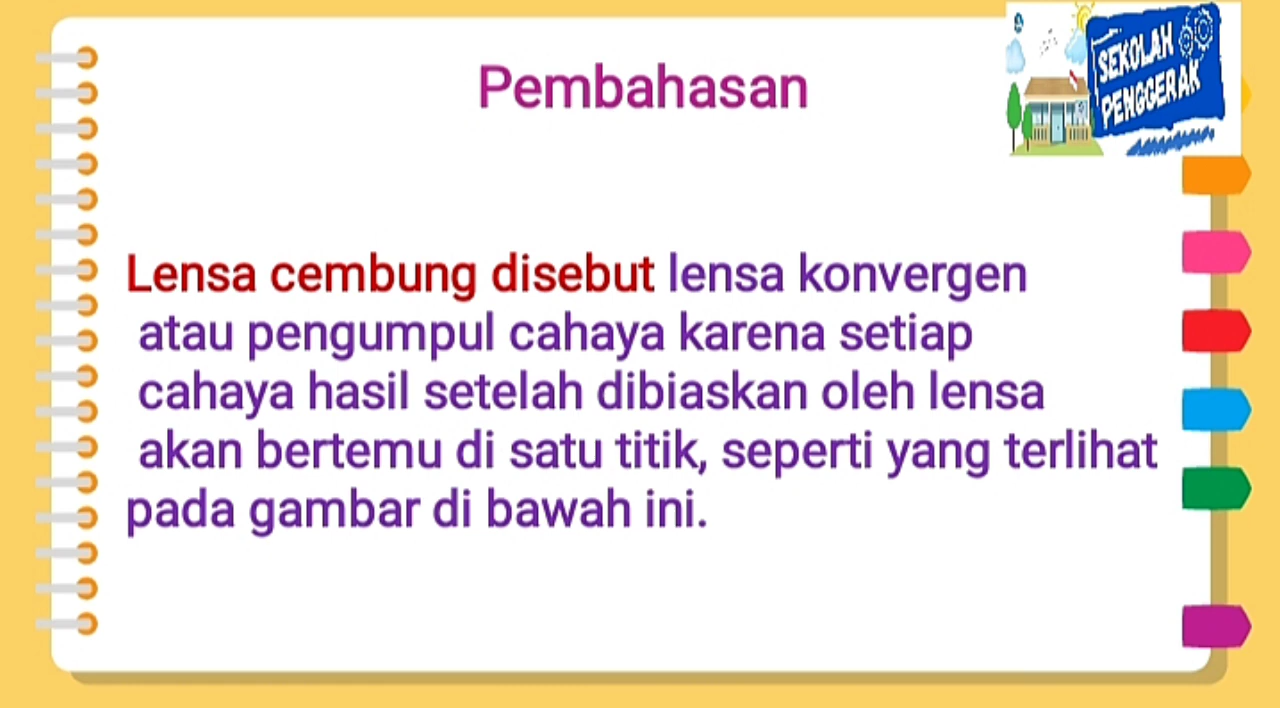 Pembahasan
SEKOLAH
PENGGERAK
Lensa cembung disebut lensa konvergen
atau pengumpul cahaya karena setiap
cahaya hasil setelah dibiaskan oleh lensa
akan bertemu di satu titik, seperti yang terlihat
pada gambar di bawah ini.